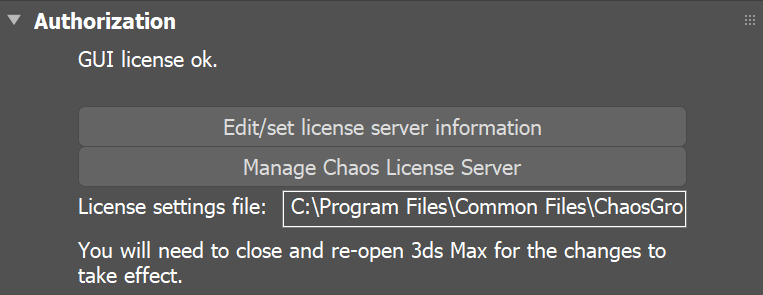 Authorization
GUI license ok.
Edit/set license server information
Manage Chaos License Server
License settings file: C:\Program Files\Common Files\ChaosGro
You will need to close and re-open 3ds Max for the changes to
take effect.